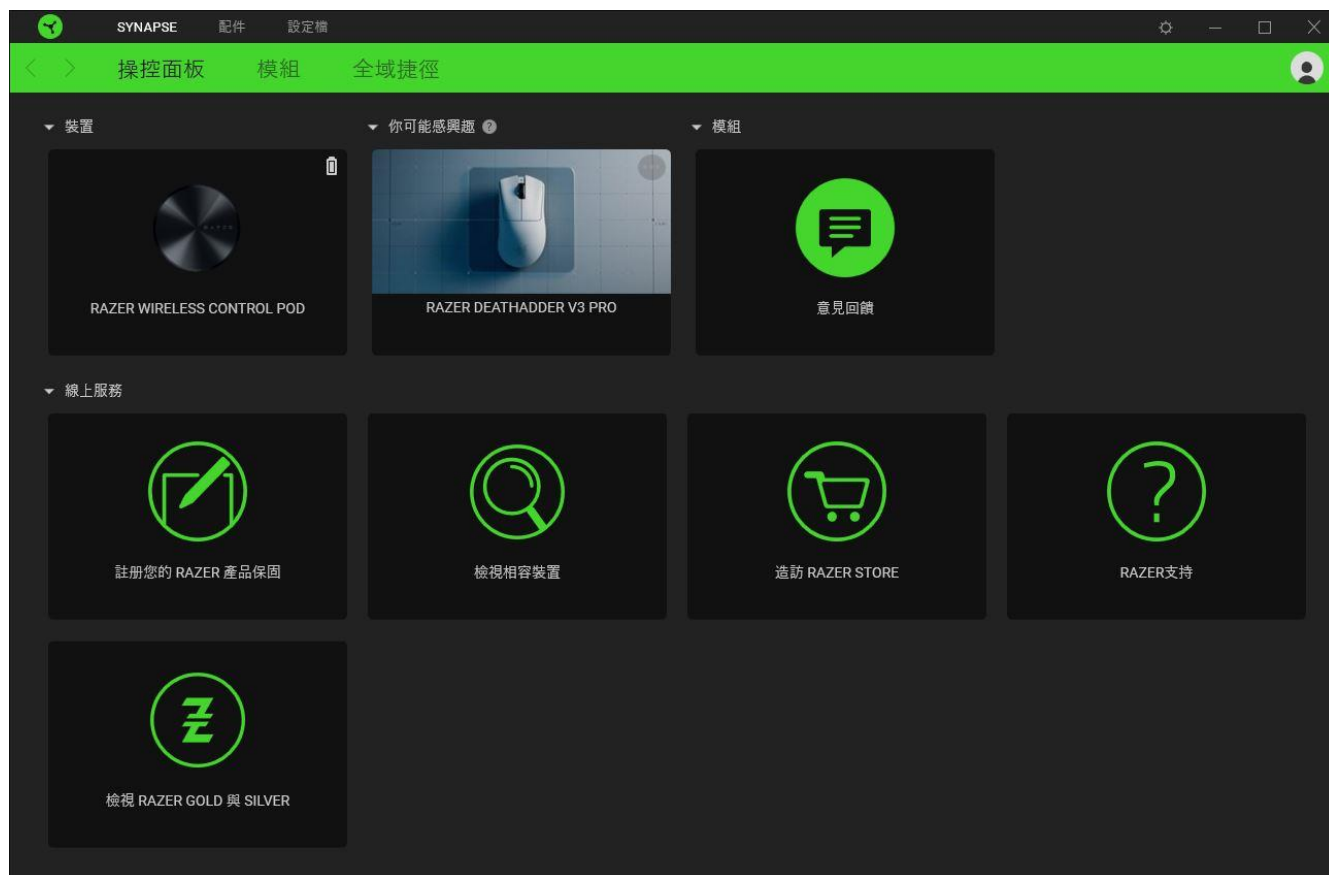 SYNAPSE 配件 設定檔
操控面板 模組 全域捷徑
裝置 你可能感興趣 ? 模組
RAZER WIRELESS CONTROL POD
RAZER DEATHADDER V3 PRO
意見回饋
線上服務
註冊您的 RAZER 產品保固
檢視相容裝置
造訪 RAZER STORE
RAZER支持
檢視 RAZER GOLD 與 SILVER